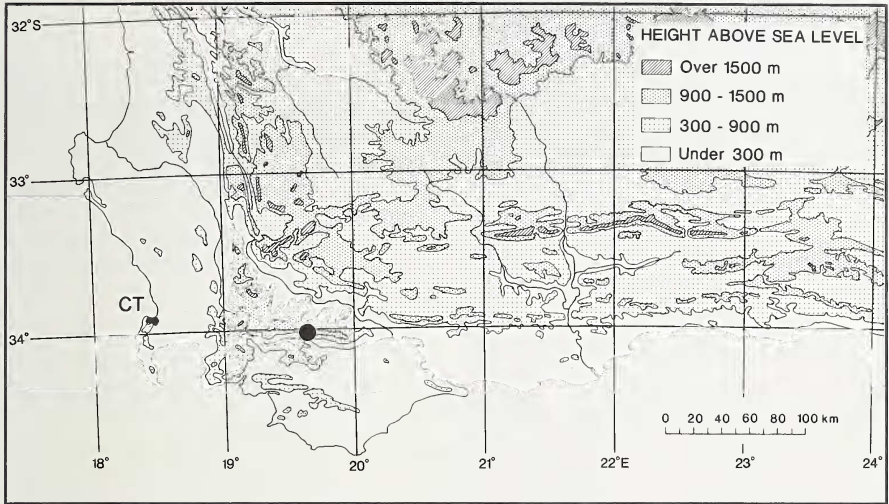 32°S
HEIGHT ABOVE SEA LEVEL
Over 1500 m
900 - 1500 m
300 - 900 m
Under 300 m
33°
CT
34°
0 20 40 60 80 100 km
18° 19° 20° 21° 22°E 23° 24°